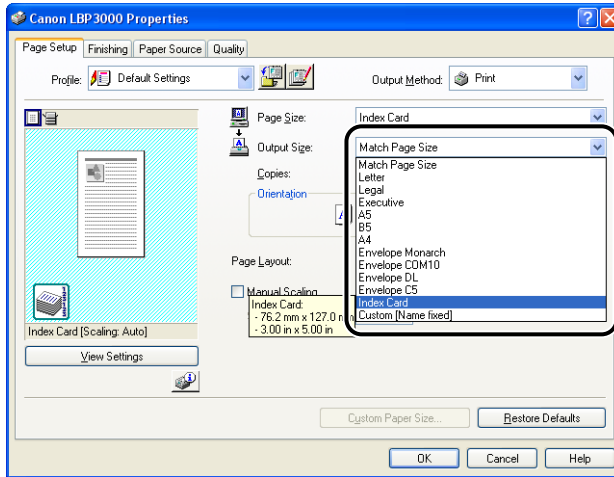 Canon LBP3000 Properties
Page Setup Finishing Paper Source Quality
Profile: Default Settings Output Method: Print
Page Size: Index Card
Output Size: Match Page Size
Match Page Size
Letter
Legal
Executive
A5
B5
A4
Envelope Monarch
Envelope COM10
Envelope DL
Envelope C5
Index Card
Custom [Name fixed]
Copies:
Orientation
Page Layout:
Manual Scaling
Index Card:
- 76.2 mm x 127.0 mm
- 3.00 in x 5.00 in
Index Card [Scaling: Auto]
View Settings
Custom Paper Size... Restore Defaults
OK Cancel Help